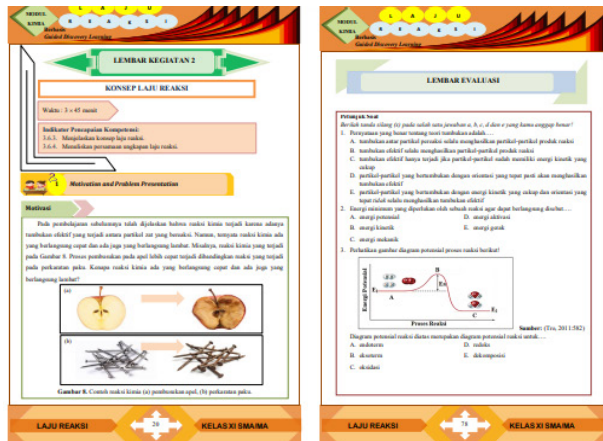 MODUL
KIMIA
L A J U
R E A K S I
Berbasis
Guided Discovery Learning
LEMBAR KEGIATAN 2
KONSEP LAJU REAKSI
Waktu : 3 × 45 menit
Indikator Pencapaian Kompetensi:
3.6.3. Menjelaskan konsep laju reaksi.
3.6.4. Menuliskan persamaan ungkapan laju reaksi.
Motivation and Problem Presentation
Motivasi
Pada pembelajaran sebelumnya telah dijelaskan bahwa reaksi kimia terjadi karena adanya
tumbukan efektif yang terjadi antara partikel zat yang bereaksi. Namun, ternyata reaksi kimia ada
yang berlangsung cepat dan ada juga yang berlangsung lambat. Misalnya, reaksi kimia yang terjadi
pada Gambar 8. Proses pembusukan pada apel lebih cepat terjadi dibandingkan reaksi yang terjadi
pada perkaratan paku. Kenapa reaksi kimia ada yang berlangsung cepat dan ada juga yang
berlangsung lambat?
(a)
(b)
Gambar 8. Contoh reaksi kimia (a) pembusukan apel, (b) perkaratan paku.
LAJU REAKSI
20
KELAS XI SMA/MA
MODUL
KIMIA
L A J U
R E A K S I
Berbasis
Guided Discovery Learning
LEMBAR EVALUASI
Petunjuk Soal
Berilah tanda silang (x) pada salah satu jawaban a, b, c, d dan e yang kamu anggap benar!
1. Pernyataan yang benar tentang teori tumbukan adalah ....
A. tumbukan antar partikel pereaksi selalu menghasilkan partikel-partikel produk reaksi
B. tumbukan efektif selalu menghasilkan partikel-partikel produk reaksi
C. tumbukan efektif hanya terjadi jika partikel-partikel sudah memiliki energi kinetik yang
cukup
D. partikel-partikel yang bertumbukan dengan orientasi yang tepat pasti akan menghasilkan
tumbukan efektif
E. partikel-partikel yang bertumbukan dengan energi kinetik yang cukup dan orientasi yang
tepat selalu menghasilkan tumbukan efektif
2. Energi minimum yang diperlukan oleh sebuah reaksi agar dapat berlangsung disebut....
A. energi potensial D. energi aktivasi
B. energi kinetik E. energi gerak
C. energi mekanik
3. Perhatikan gambar diagram potensial proses reaksi berikut!
Energi Potensial
E₁
A
B
Ea
C
E₂
Proses Reaksi
Sumber: (Tro, 2011:582)
Diagram potensial reaksi diatas merupakan diagram potensial reaksi untuk....
A. endoterm D. reduksi
B. eksoterm E. dekomposisi
C. oksidasi
LAJU REAKSI
78
KELAS XI SMA/MA